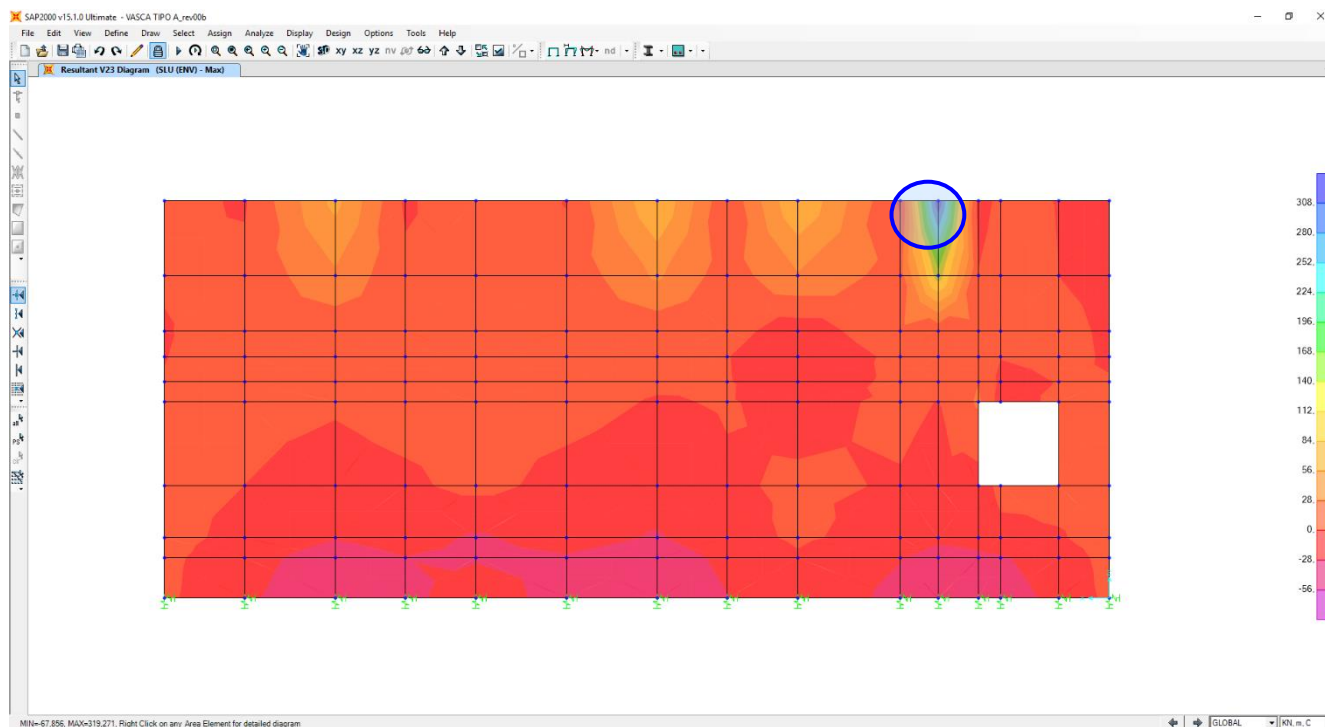 SAP2000 v15.1.0 Ultimate - VASCA TIPO A_rev00b
File Edit View Define Draw Select Assign Analyze Display Design Options Tools Help
xy xz yz nv nd
Resultant V23 Diagram (SLU (ENV) - Max)
308.
280.
252.
224.
196.
168.
140.
112.
84.
56.
28.
0.
-28.
-56.
MIN=-67.856, MAX=319.271, Right Click on any Area Element for detailed diagram
GLOBAL
KN, m, C